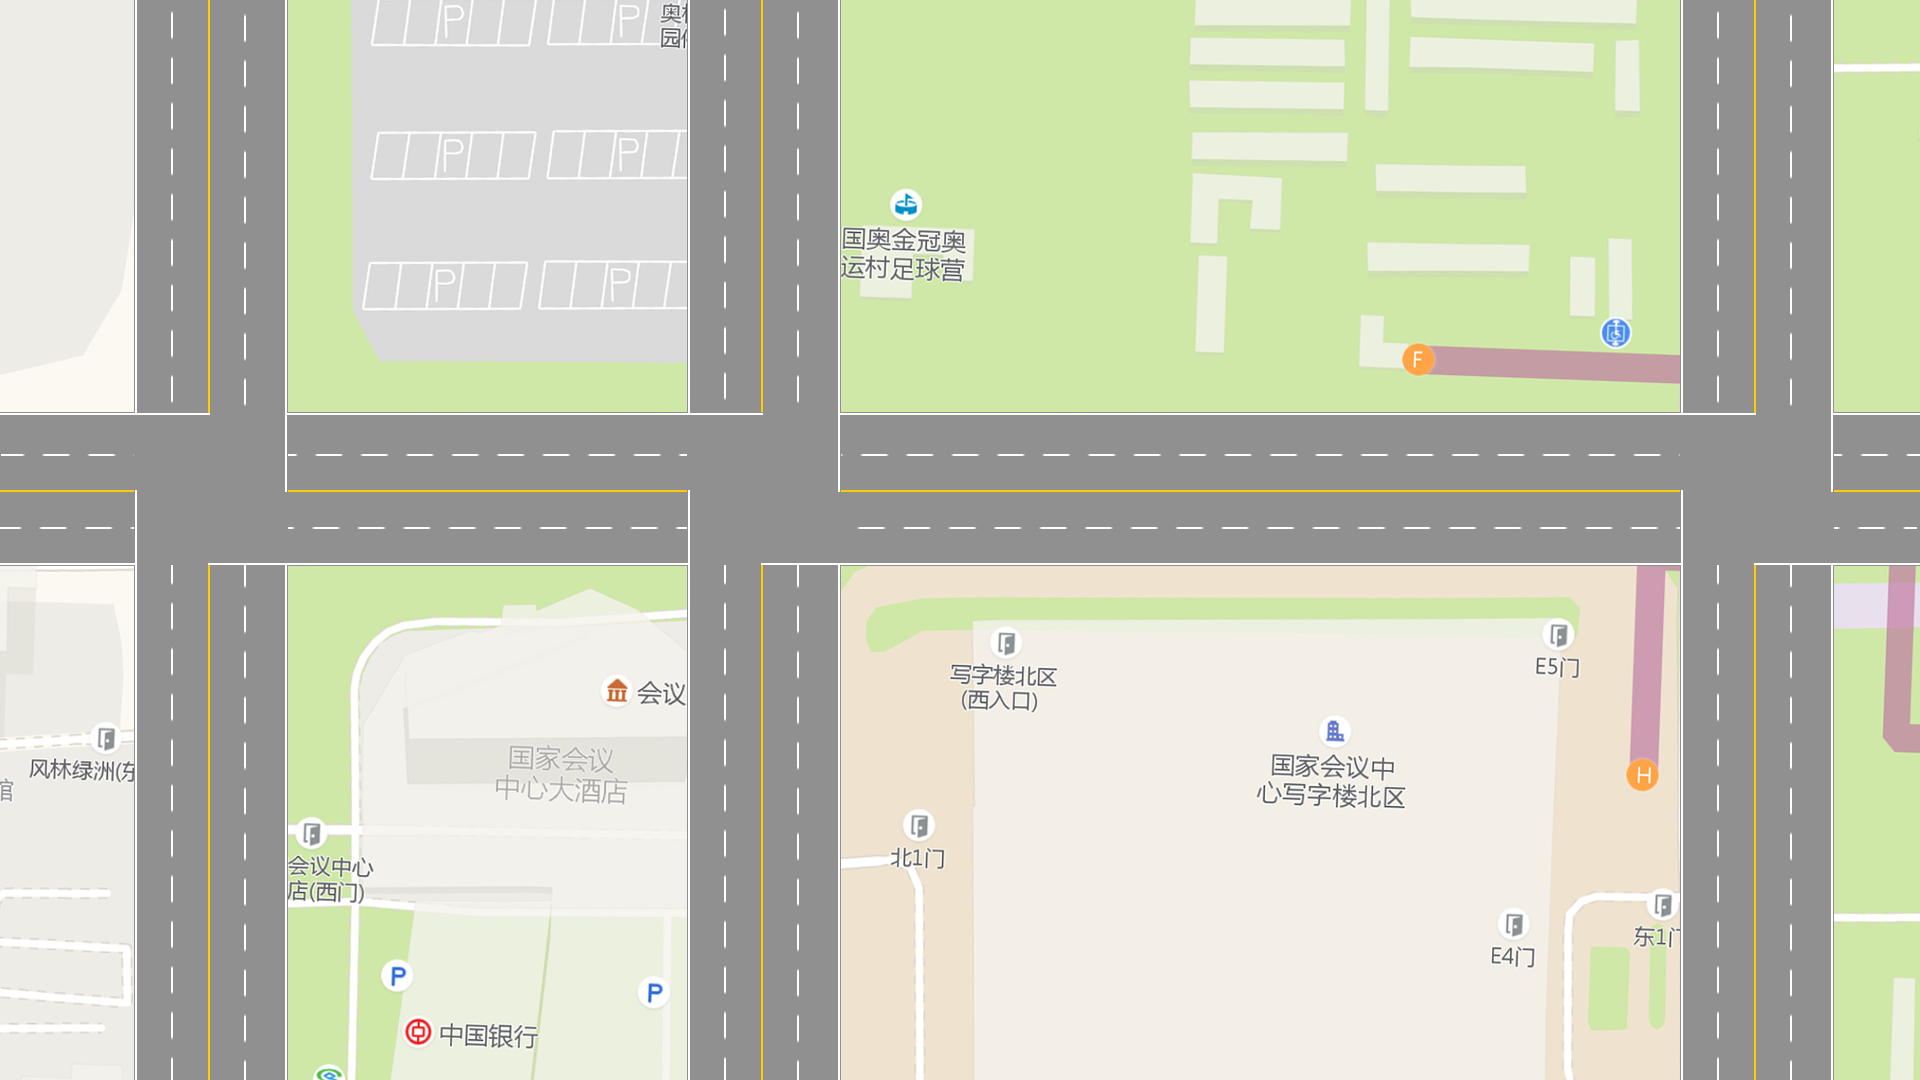 P
P
P
P
P
P
国奥金冠奥
运村足球营
F
会议
国家会议
中心大酒店
写字楼北区
(西入口)
E5门
国家会议中
心写字楼北区
H
风林绿洲(东
馆
会议中心
店(西门)
北1门
E4门
东1门
P
P
中国银行